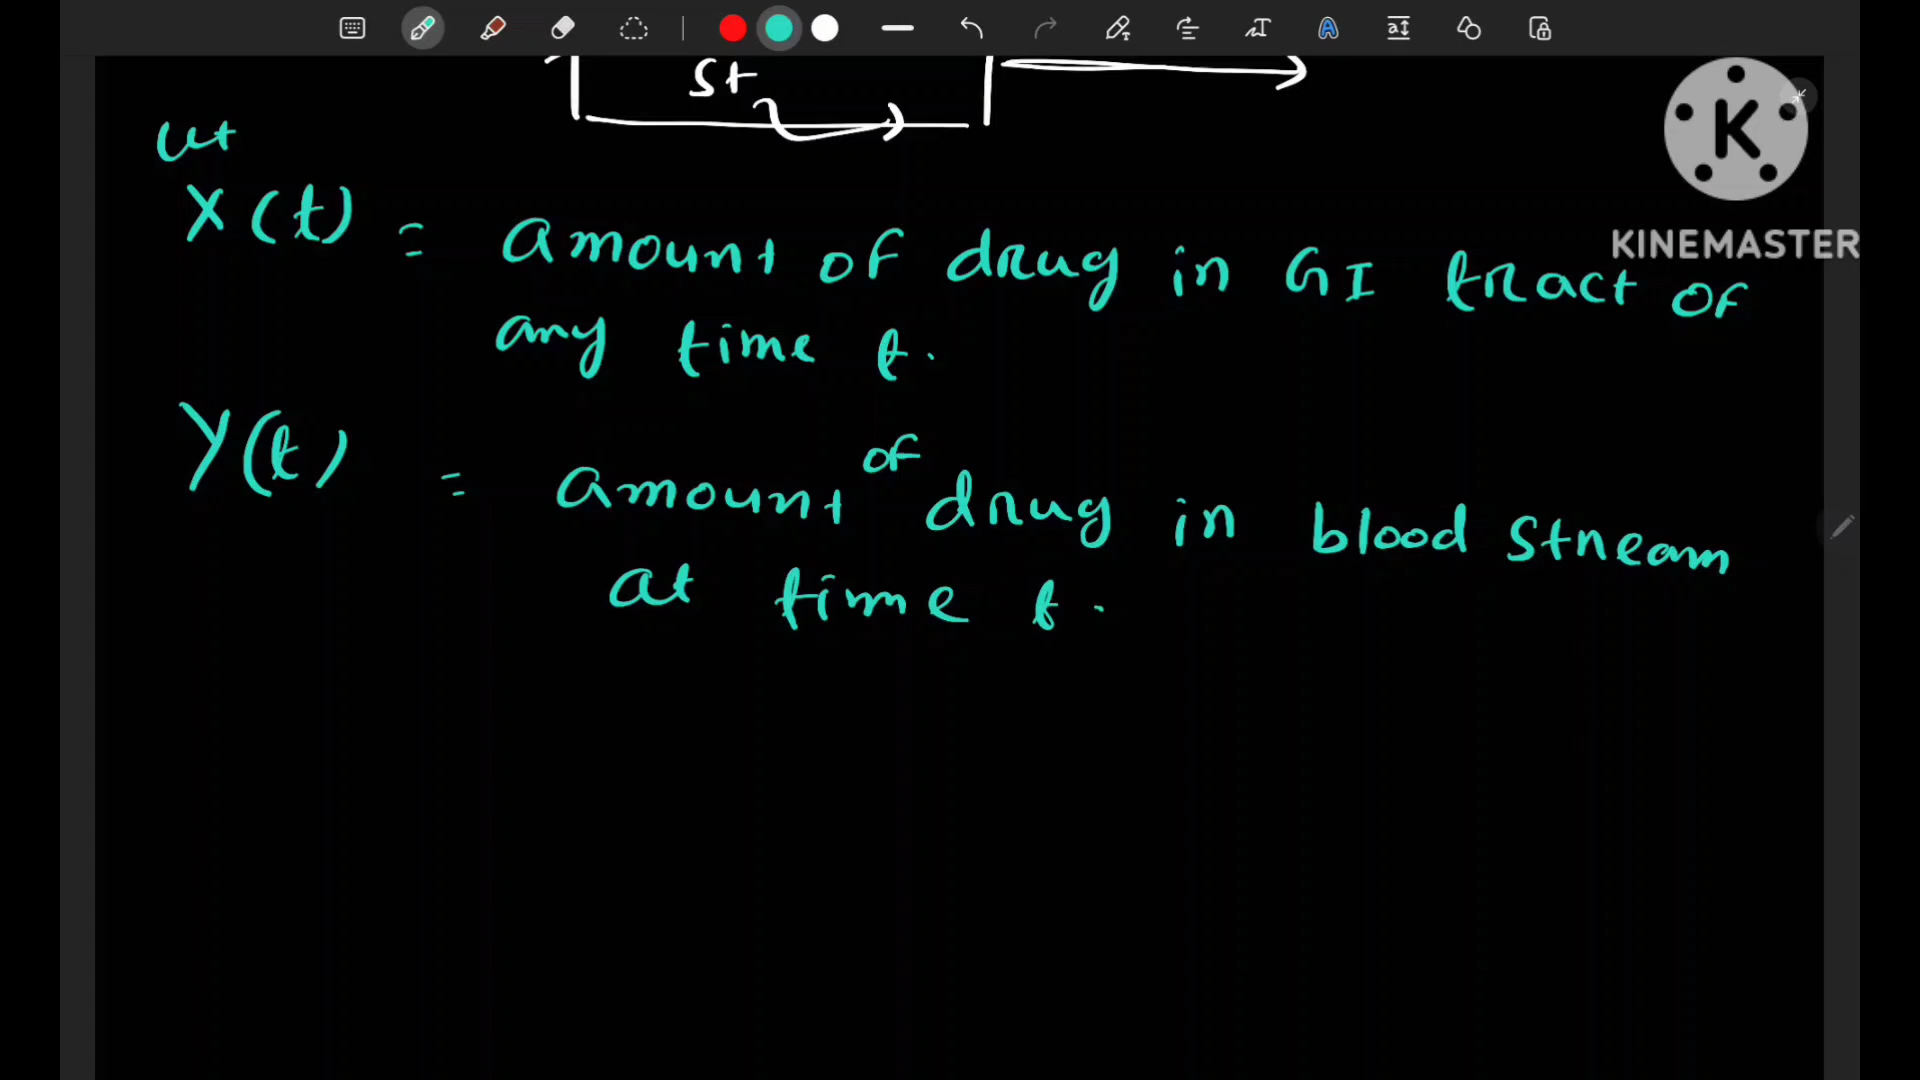 St
let
X(t) = amount of drug in GI tract of
any time t.
Y(t) = amount of drug in blood stream
at time t.
K
KINEMASTER